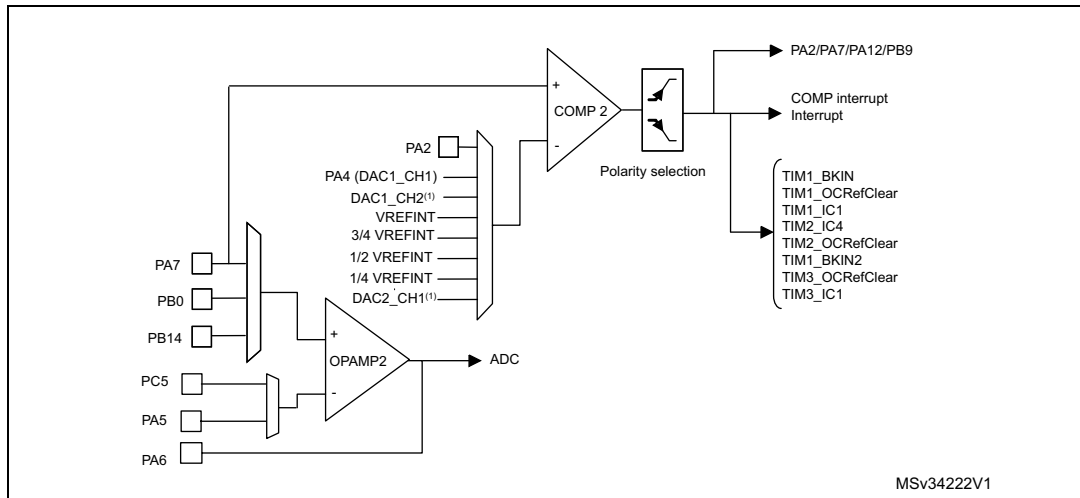 PA2/PA7/PA12/PB9
+
COMP 2
-
COMP interrupt
Interrupt
Polarity selection
PA2
PA4 (DAC1_CH1)
DAC1_CH2(1)
VREFINT
3/4 VREFINT
1/2 VREFINT
1/4 VREFINT
DAC2_CH1(1)
TIM1_BKIN
TIM1_OCRefClear
TIM1_IC1
TIM2_IC4
TIM2_OCRefClear
TIM1_BKIN2
TIM3_OCRefClear
TIM3_IC1
PA7
PB0
PB14
+
OPAMP2
-
ADC
PC5
PA5
PA6
MSv34222V1